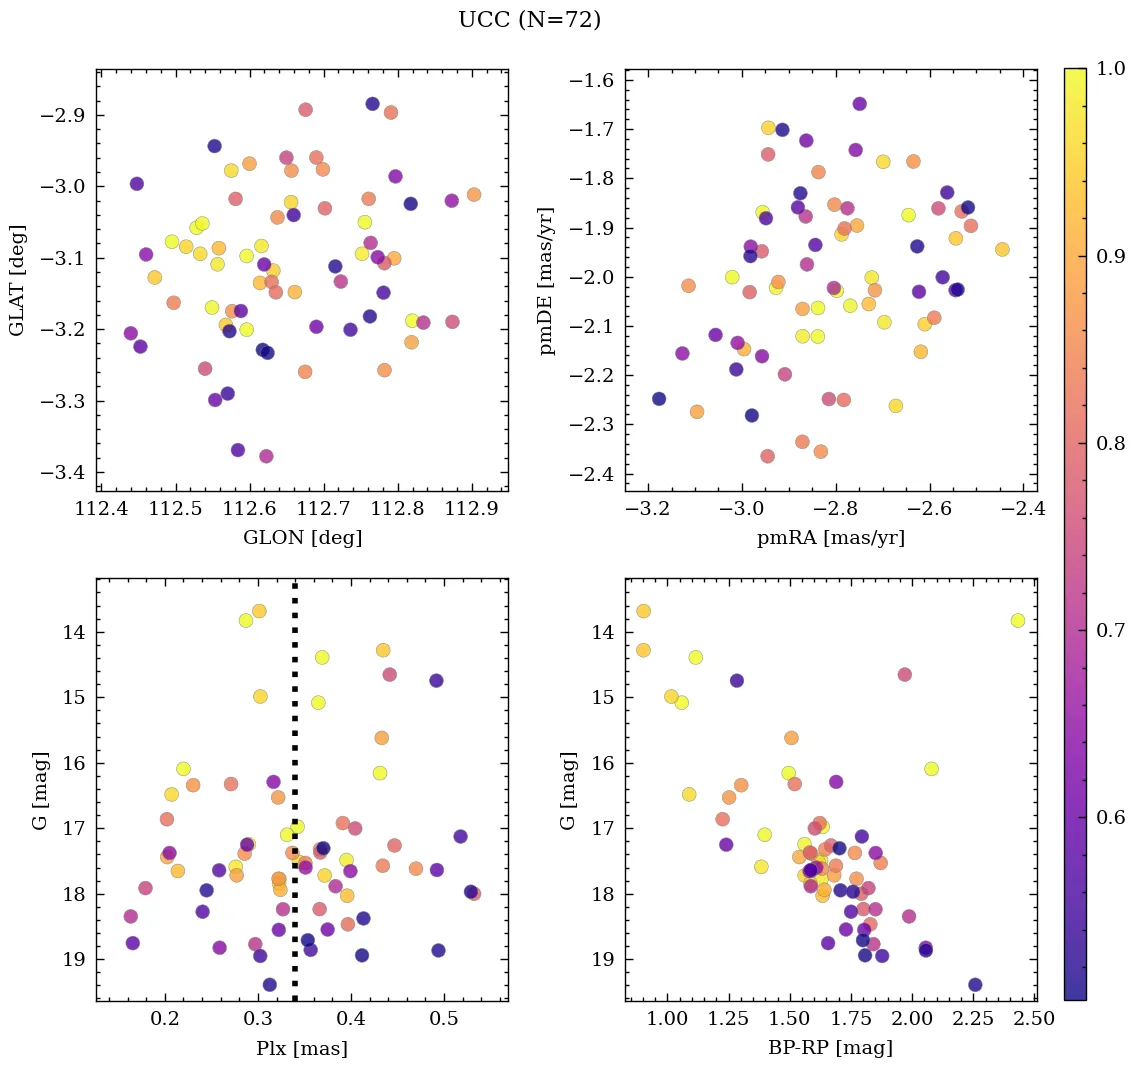 UCC (N=72)
−2.9
−3.0
−3.1
−3.2
−3.3
−3.4
GLAT [deg]
112.4 112.5 112.6 112.7 112.8 112.9
GLON [deg]
−1.6
−1.7
−1.8
−1.9
−2.0
−2.1
−2.2
−2.3
−2.4
pmDE [mas/yr]
−3.2 −3.0 −2.8 −2.6 −2.4
pmRA [mas/yr]
1.0
0.9
0.8
0.7
0.6
14
15
16
17
18
19
G [mag]
0.2 0.3 0.4 0.5
Plx [mas]
14
15
16
17
18
19
G [mag]
1.00 1.25 1.50 1.75 2.00 2.25 2.50
BP-RP [mag]